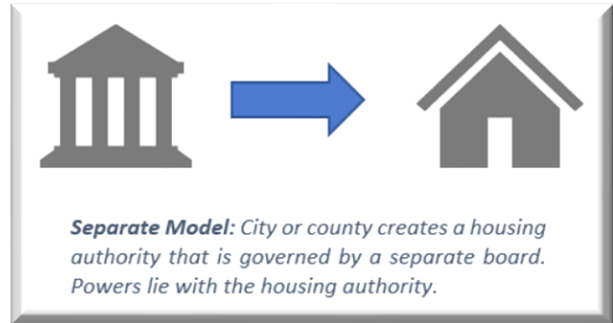 Separate Model: City or county creates a housing
authority that is governed by a separate board.
Powers lie with the housing authority.